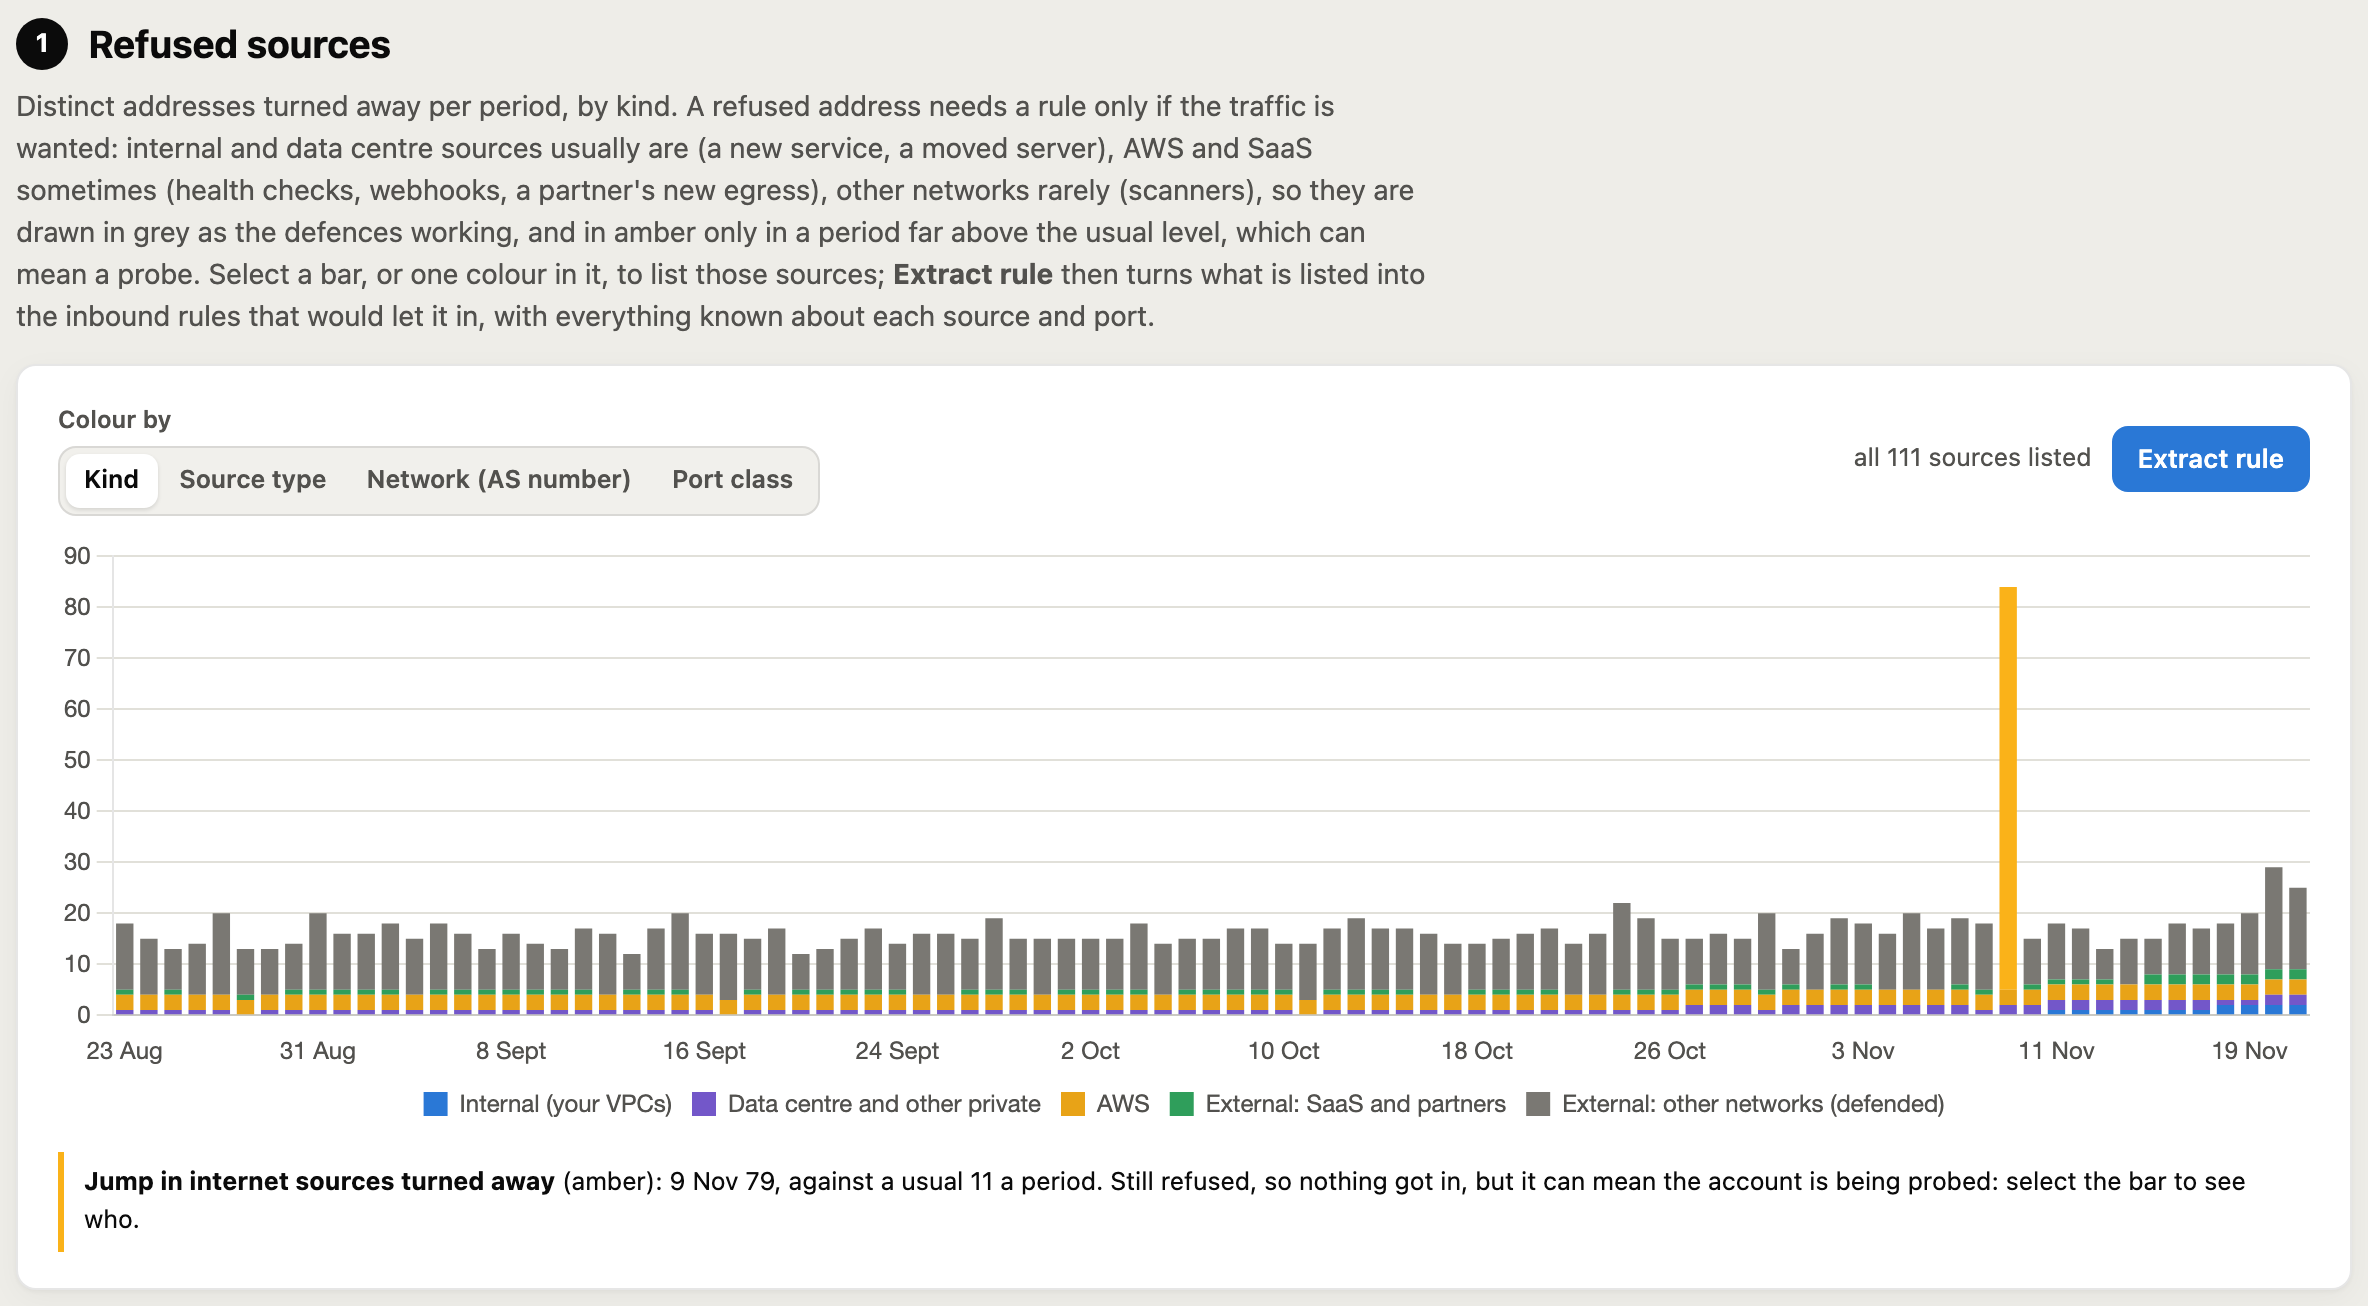 1 Refused sources
Distinct addresses turned away per period, by kind. A refused address needs a rule only if the traffic is
wanted: internal and data centre sources usually are (a new service, a moved server), AWS and SaaS
sometimes (health checks, webhooks, a partner's new egress), other networks rarely (scanners), so they are
drawn in grey as the defences working, and in amber only in a period far above the usual level, which can
mean a probe. Select a bar, or one colour in it, to list those sources; Extract rule then turns what is listed into
the inbound rules that would let it in, with everything known about each source and port.
Colour by
Kind Source type Network (AS number) Port class
all 111 sources listed Extract rule
90
80
70
60
50
40
30
20
10
0
23 Aug 31 Aug 8 Sept 16 Sept 24 Sept 2 Oct 10 Oct 18 Oct 26 Oct 3 Nov 11 Nov 19 Nov
Internal (your VPCs) Data centre and other private AWS External: SaaS and partners External: other networks (defended)
Jump in internet sources turned away (amber): 9 Nov 79, against a usual 11 a period. Still refused, so nothing got in, but it can mean the account is being probed: select the bar to see
who.